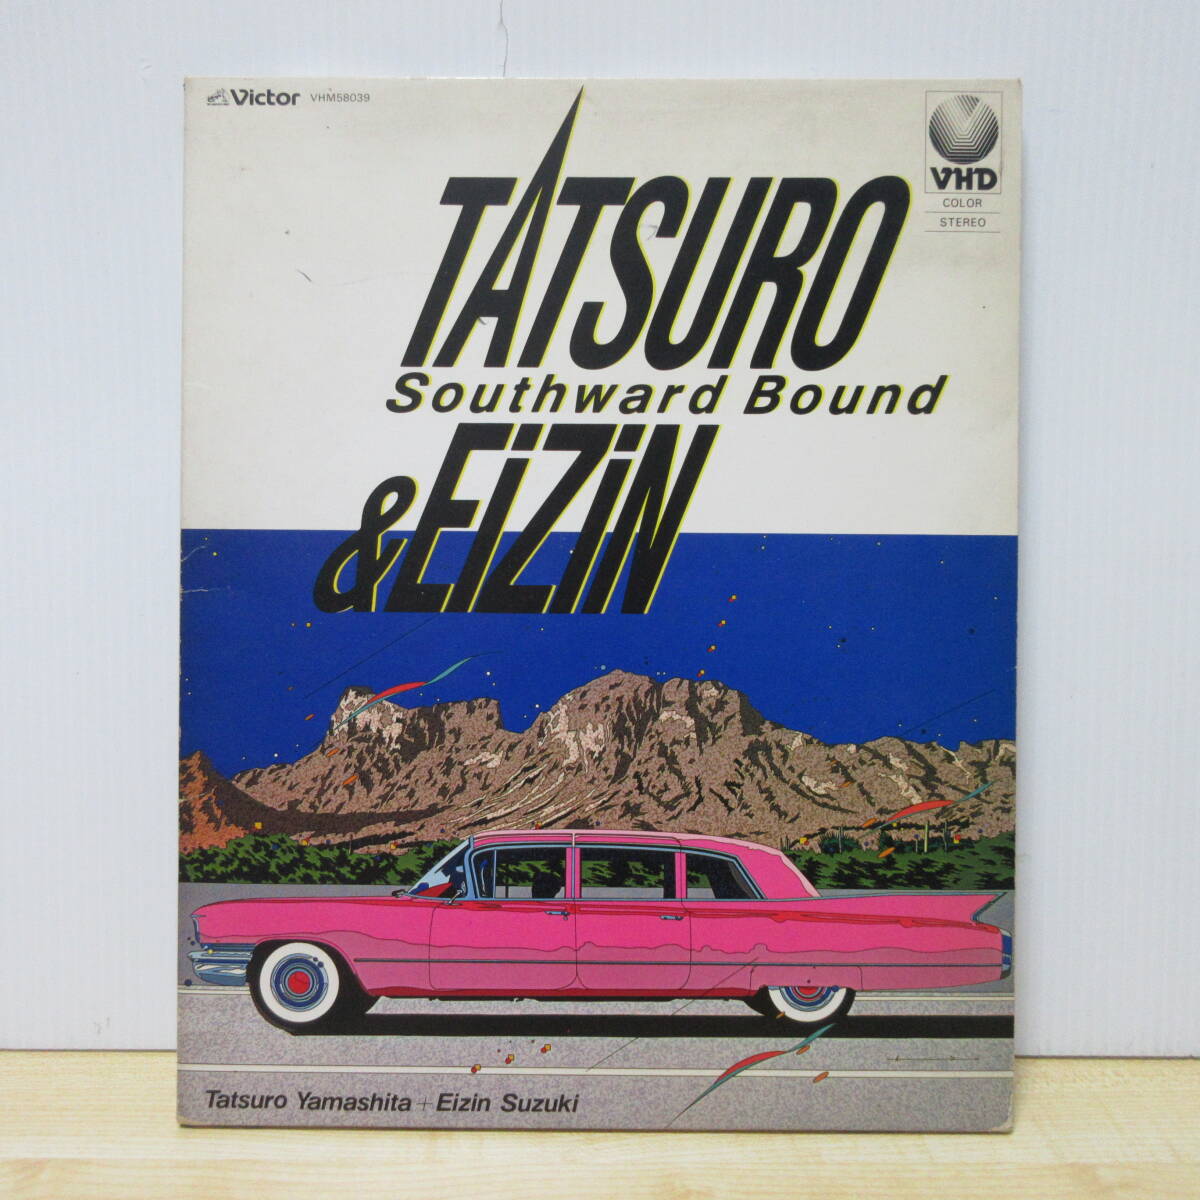 Victor VHM58039
VHD
COLOR
STEREO
TATSURO
Southward Bound
&EiZiN
Tatsuro Yamashita+Eizin Suzuki